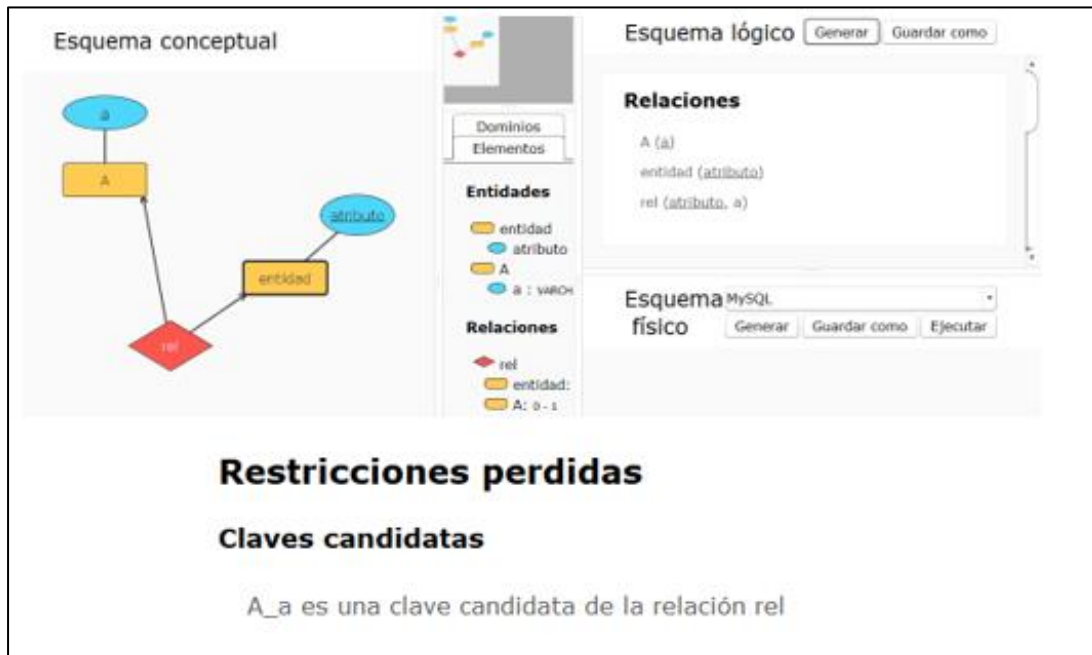 Esquema conceptual
a
A
atributo
entidad
rel
Dominios
Elementos
Entidades
entidad
atributo
A
a : VARCH
Relaciones
rel
entidad:
A: 0 - 1
Esquema lógico Generar Guardar como
Relaciones
A (a)
entidad (atributo)
rel (atributo, a)
Esquema físico
MySQL
Generar Guardar como Ejecutar
Restricciones perdidas
Claves candidatas
A_a es una clave candidata de la relación rel